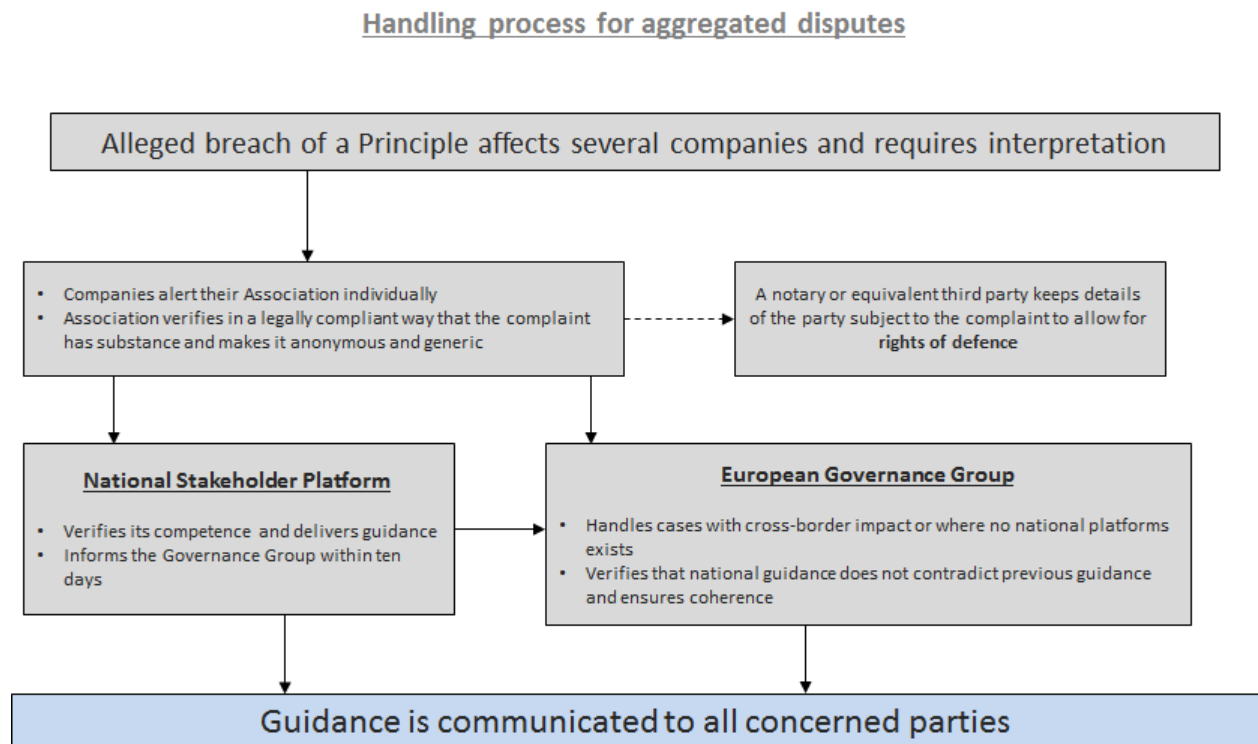 Handling process for aggregated disputes
Alleged breach of a Principle affects several companies and requires interpretation
• Companies alert their Association individually
• Association verifies in a legally compliant way that the complaint
has substance and makes it anonymous and generic
A notary or equivalent third party keeps details
of the party subject to the complaint to allow for
rights of defence
National Stakeholder Platform
• Verifies its competence and delivers guidance
• Informs the Governance Group within ten
days
European Governance Group
• Handles cases with cross-border impact or where no national platforms
exists
• Verifies that national guidance does not contradict previous guidance
and ensures coherence
Guidance is communicated to all concerned parties